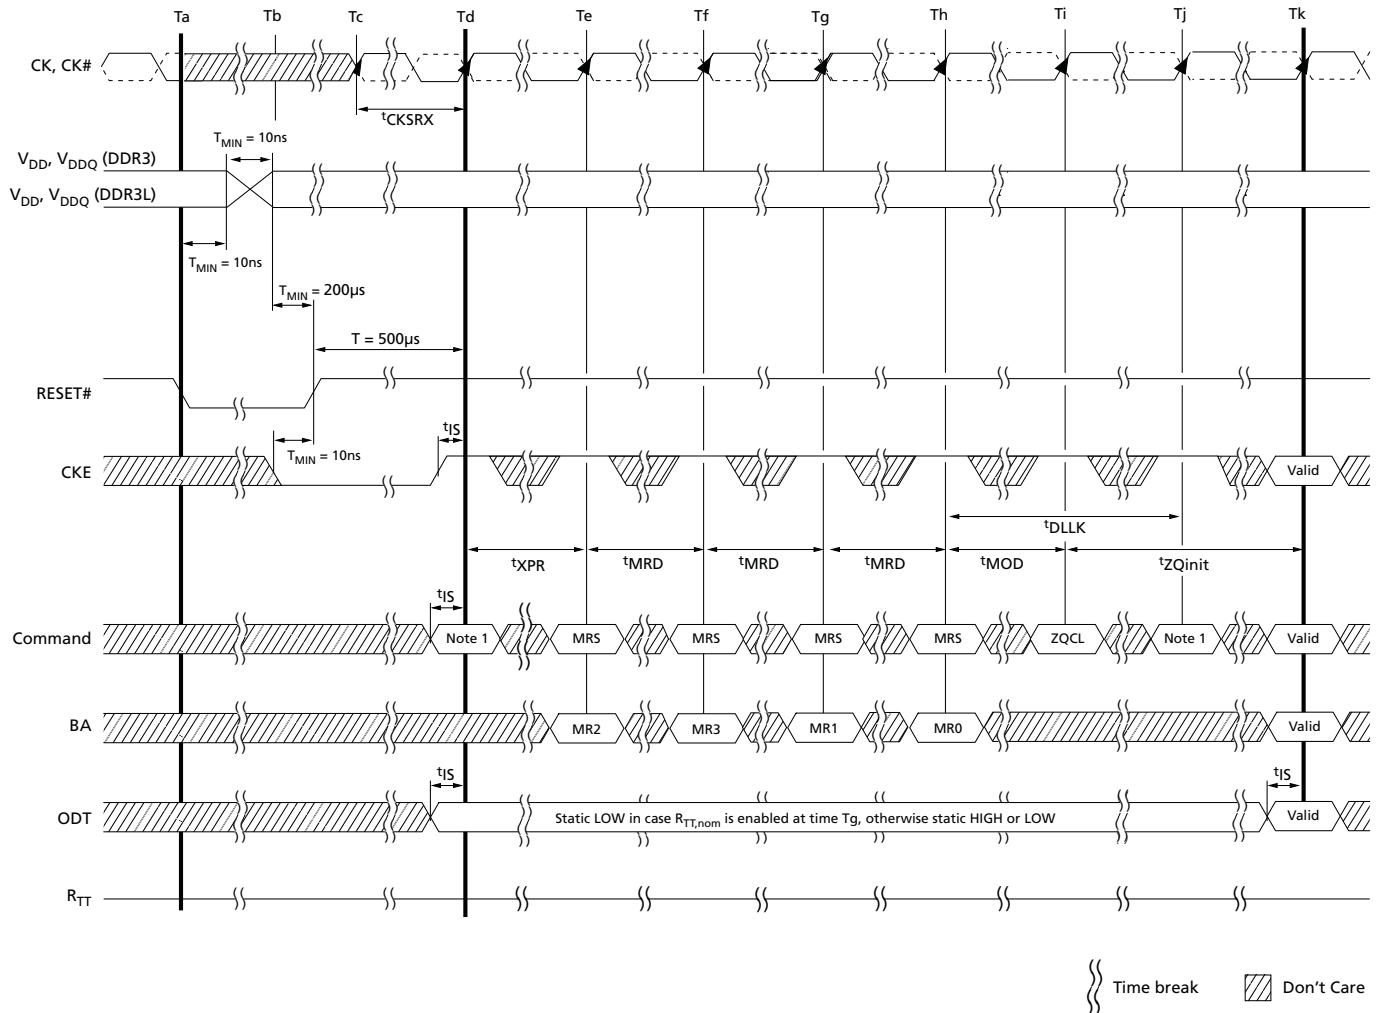 Ta Tb Tc Td Te Tf Tg Th Ti Tj Tk
CK, CK#
tCKSRX
TMIN = 10ns
VDD, VDDQ (DDR3)
VDD, VDDQ (DDR3L)
TMIN = 10ns
TMIN = 200µs
T = 500µs
RESET#
tIS
TMIN = 10ns
CKE
Valid
tDLLK
tXPR tMRD tMRD tMRD tMOD tZQinit
tIS
Command Note 1 MRS MRS MRS MRS ZQCL Note 1 Valid
BA MR2 MR3 MR1 MR0 Valid
tIS tIS
ODT Static LOW in case RTT,nom is enabled at time Tg, otherwise static HIGH or LOW Valid
RTT
Time break Don't Care